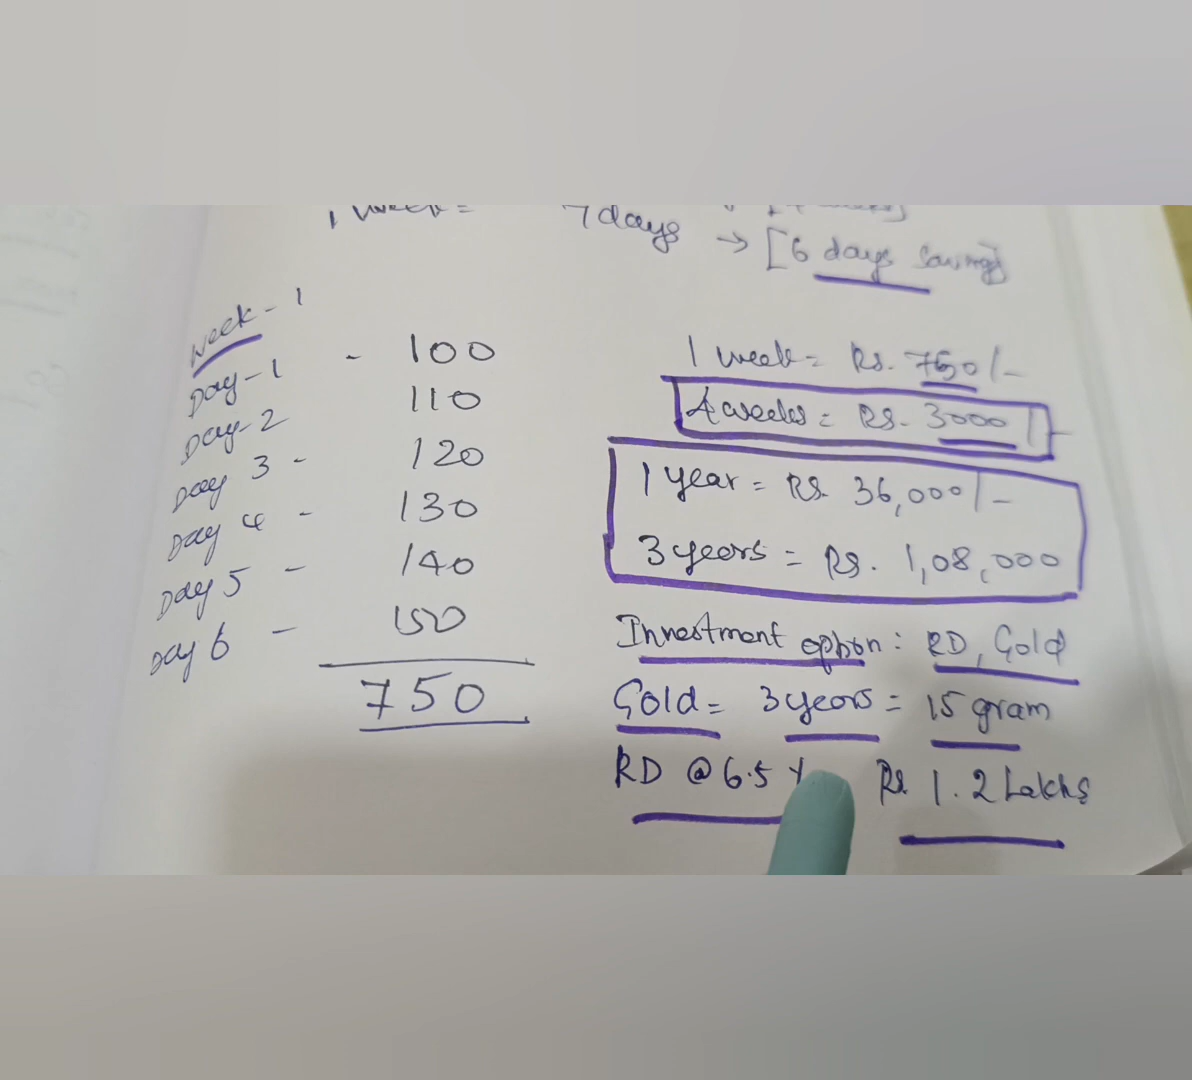 1 week = 7 days
→ [6 days saving]
Week - 1
Day - 1 - 100
Day - 2 110
Day 3 - 120
Day 4 - 130
Day 5 - 140
Day 6 - 150
750
1 week = Rs. 750/-
4 weeks = Rs. 3000/-
1 year = Rs. 36,000/-
3 years = Rs. 1,08,000
Investment option: RD, Gold
Gold = 3 years = 15 gram
RD @ 6.5 Rs. 1.2 Lakhs